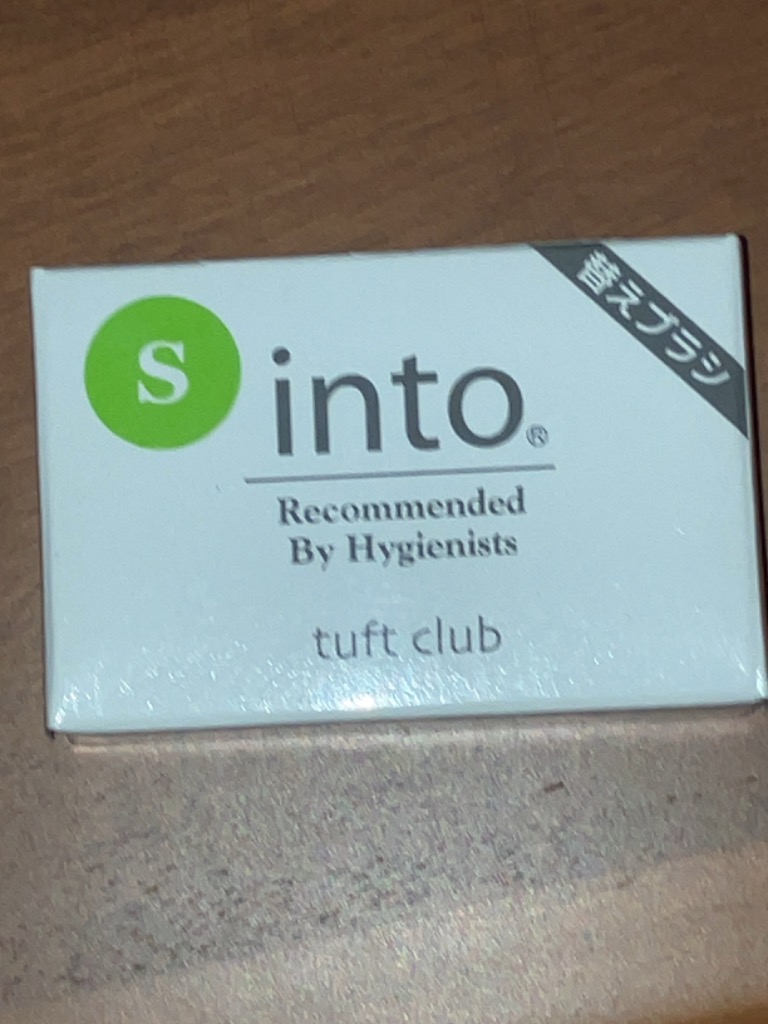 替えブラシ
S
into®
Recommended
By Hygienists
tuft club